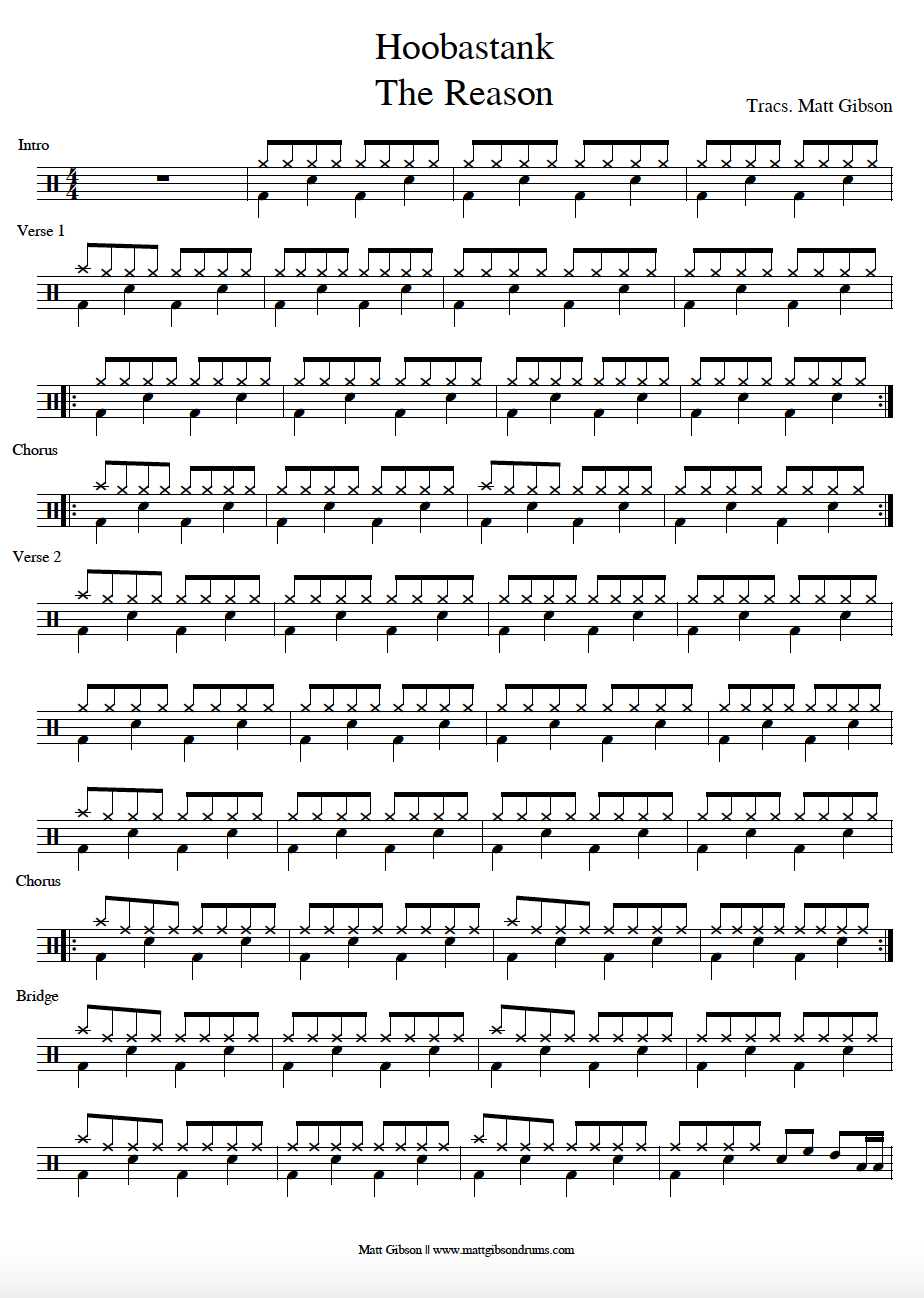 Hoobastank
The Reason
Tracs. Matt Gibson
Intro
4
4
Verse 1
Chorus
Verse 2
Chorus
Bridge
Matt Gibson || www.mattgibsondrums.com